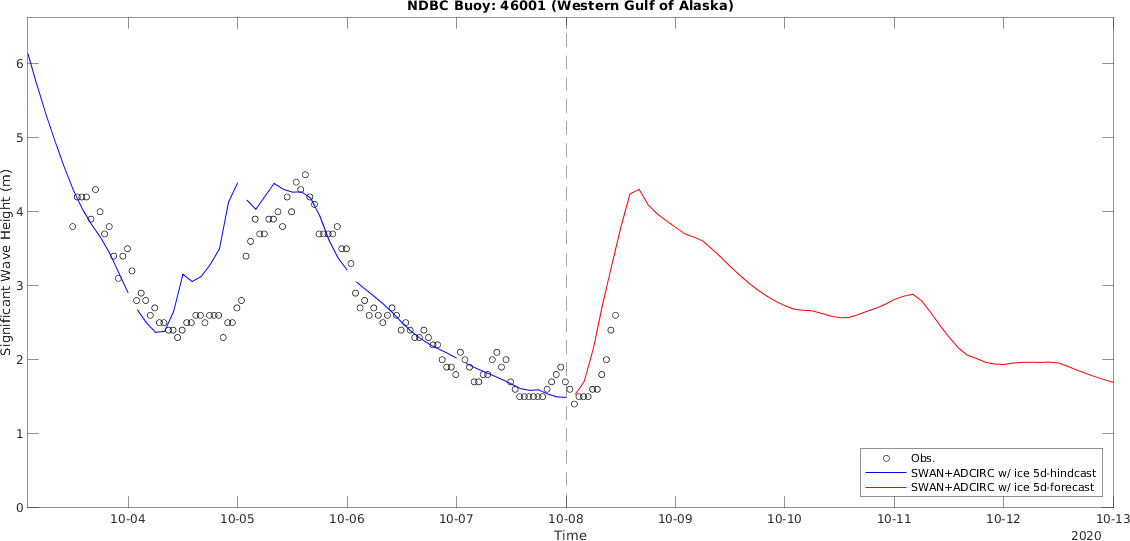 NDBC Buoy: 46001 (Western Gulf of Alaska)
Significant Wave Height (m)
6
5
4
3
2
1
0
10-04 10-05 10-06 10-07 10-08 10-09 10-10 10-11 10-12 10-13
Time
2020
Obs.
SWAN+ADCIRC w/ ice 5d-hindcast
SWAN+ADCIRC w/ ice 5d-forecast